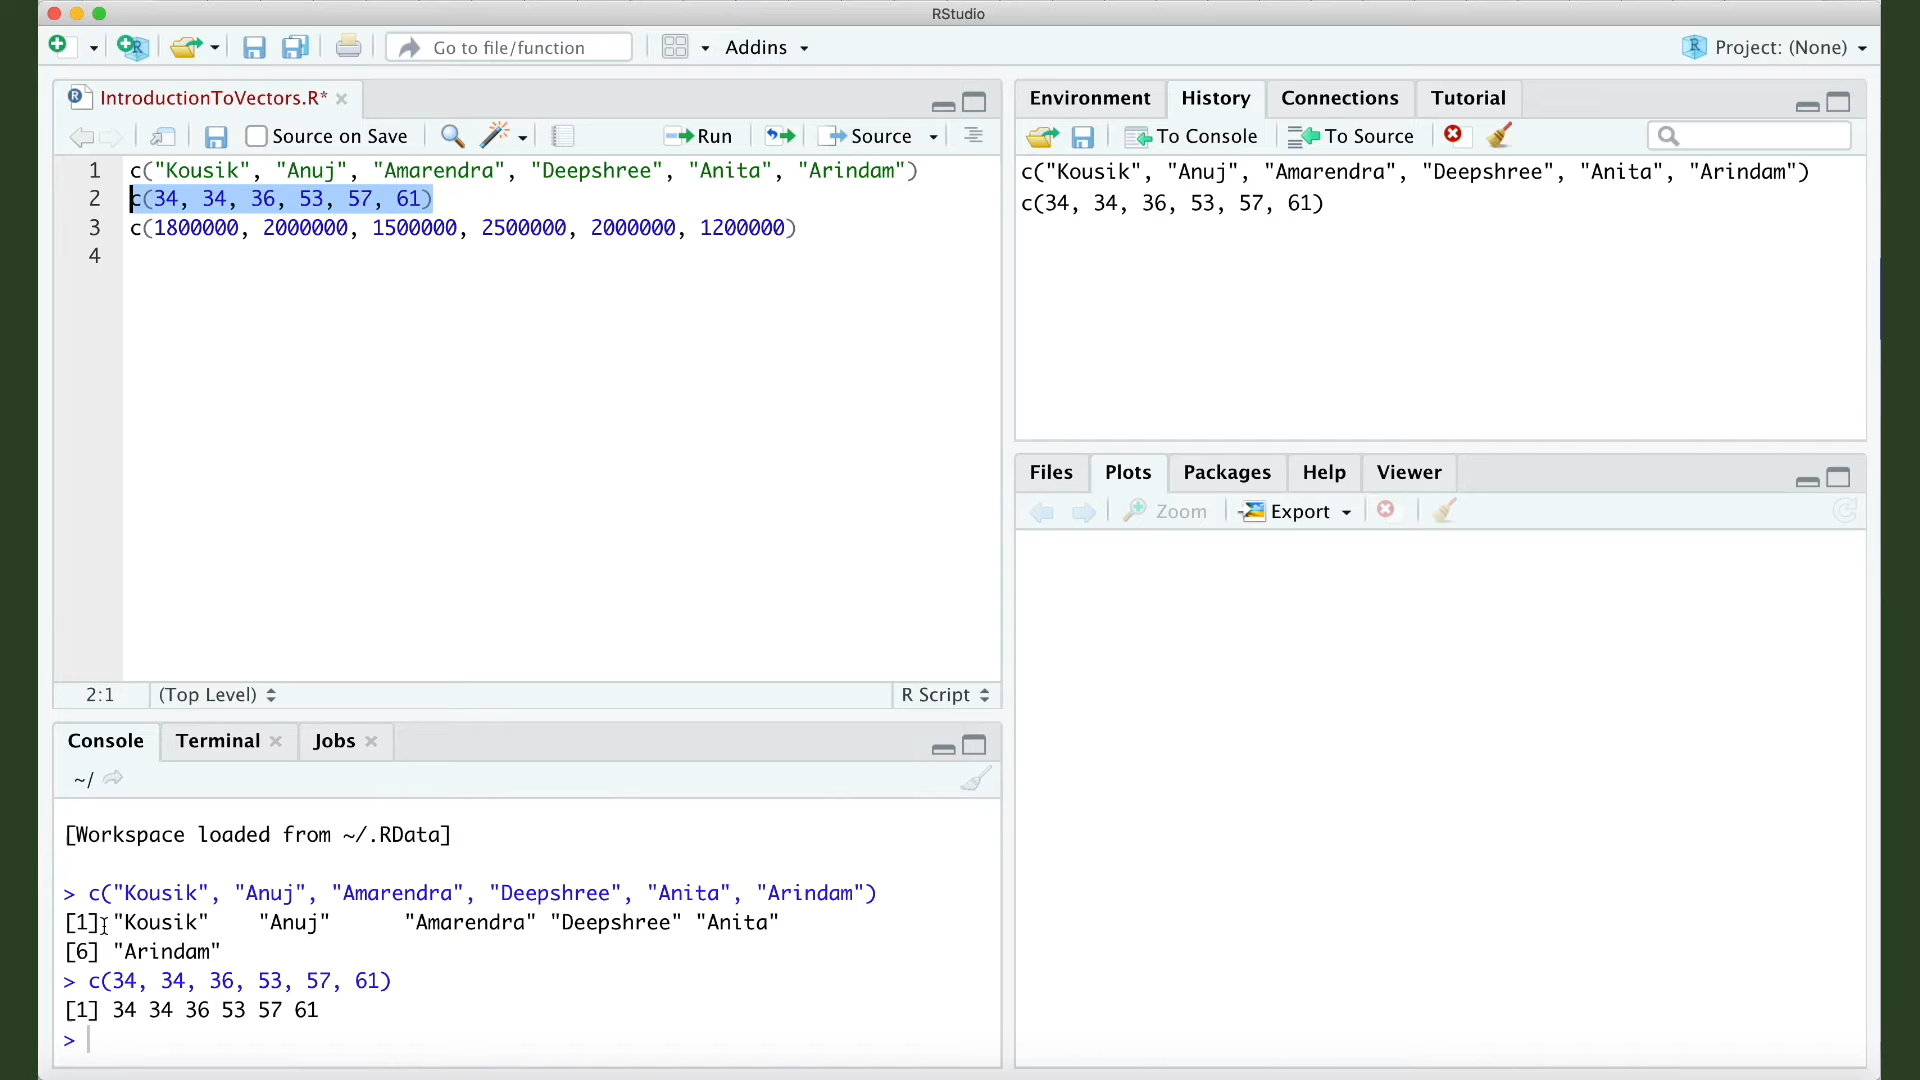 RStudio
Go to file/function
Addins
Project: (None)
IntroductionToVectors.R*
Source on Save
Run
Source
1 c("Kousik", "Anuj", "Amarendra", "Deepshree", "Anita", "Arindam")
2 c(34, 34, 36, 53, 57, 61)
3 c(1800000, 2000000, 1500000, 2500000, 2000000, 1200000)
4
2:1 (Top Level) R Script
Console Terminal Jobs
~/
[Workspace loaded from ~/.RData]
> c("Kousik", "Anuj", "Amarendra", "Deepshree", "Anita", "Arindam")
[1] "Kousik" "Anuj" "Amarendra" "Deepshree" "Anita"
[6] "Arindam"
> c(34, 34, 36, 53, 57, 61)
[1] 34 34 36 53 57 61
>
Environment History Connections Tutorial
To Console To Source
c("Kousik", "Anuj", "Amarendra", "Deepshree", "Anita", "Arindam")
c(34, 34, 36, 53, 57, 61)
Files Plots Packages Help Viewer
Zoom Export